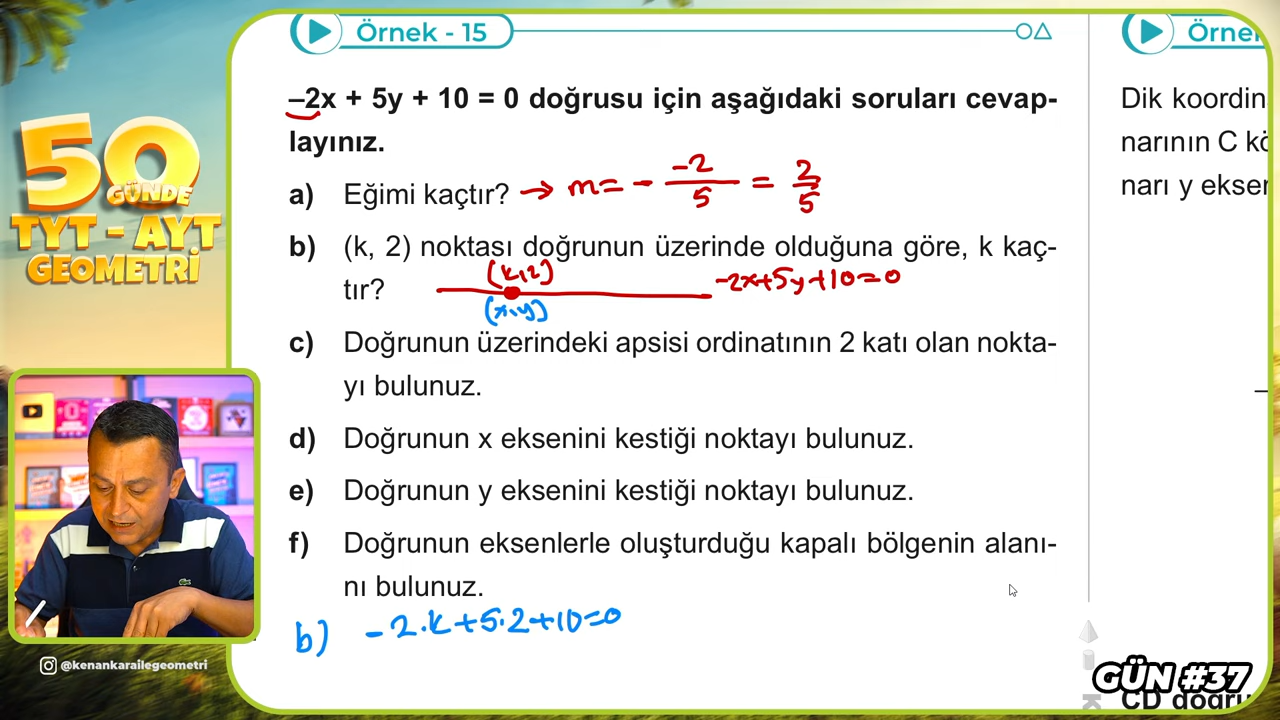 Örnek - 15
–2x + 5y + 10 = 0 doğrusu için aşağıdaki soruları cevap-
layınız.
a) Eğimi kaçtır? → m= - -2/5 = 2/5
b) (k, 2) noktası doğrunun üzerinde olduğuna göre, k kaç-
tır?
(k,2)
-2x+5y+10=0
(x,y)
c) Doğrunun üzerindeki apsisi ordinatının 2 katı olan nokta-
yı bulunuz.
d) Doğrunun x eksenini kestiği noktayı bulunuz.
e) Doğrunun y eksenini kestiği noktayı bulunuz.
f) Doğrunun eksenlerle oluşturduğu kapalı bölgenin alanı-
nı bulunuz.
b) -2.k+5.2+10=0
Örne
Dik koordin
narının C kö
narı y ekser
50
GÜNDE
TYT - AYT
GEOMETRİ
@kenankarailegeometri
GÜN #37
CD doğru